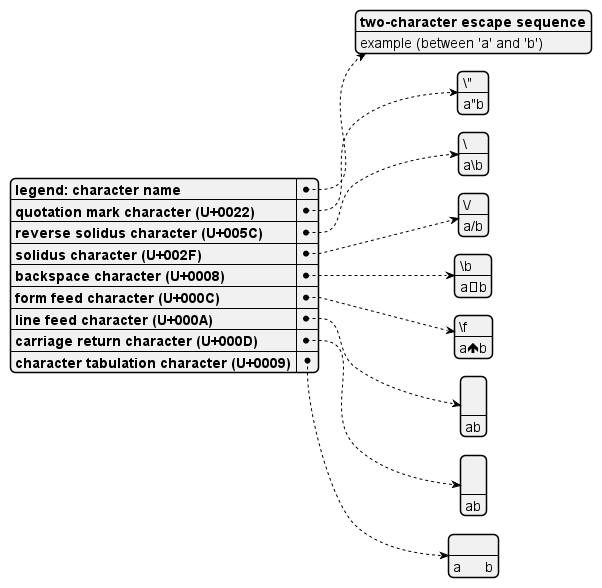 two-character escape sequence
example (between 'a' and 'b')
\"
a"b
\
a\b
legend: character name
quotation mark character (U+0022)
reverse solidus character (U+005C)
solidus character (U+002F)
backspace character (U+0008)
form feed character (U+000C)
line feed character (U+000A)
carriage return character (U+000D)
character tabulation character (U+0009)
\/
a/b
\b
a□b
\f
a🡅b
ab
ab
a b